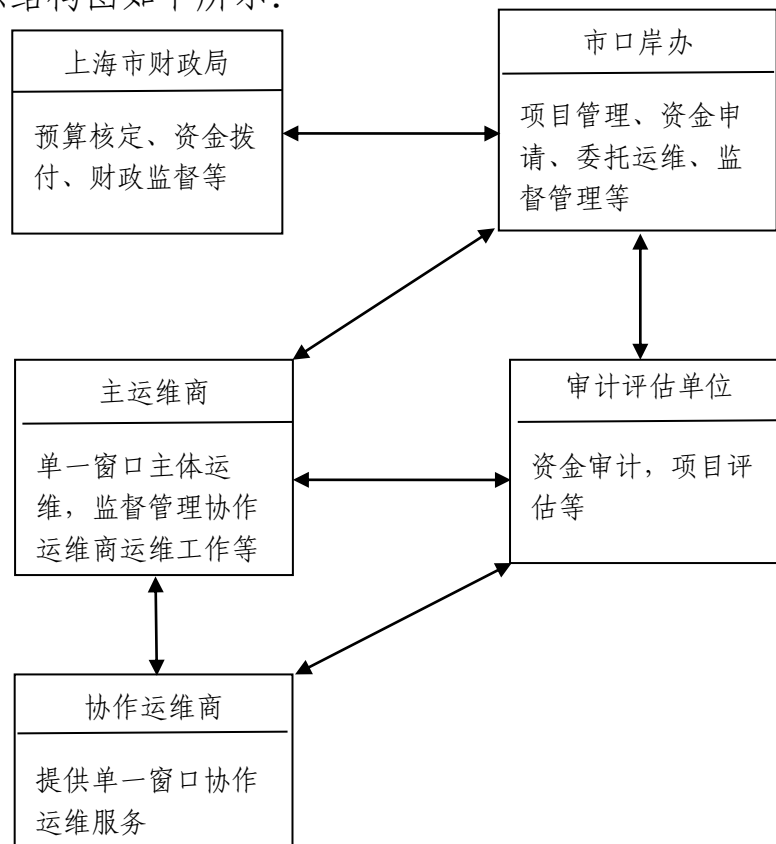 结构图如下所示：
上海市财政局
预算核定、资金拨
付、财政监督等
市口岸办
项目管理、资金申
请、委托运维、监
督管理等
主运维商
单一窗口主体运
维，监督管理协作
运维商运维工作等
审计评估单位
资金审计，项目评
估等
协作运维商
提供单一窗口协作
运维服务